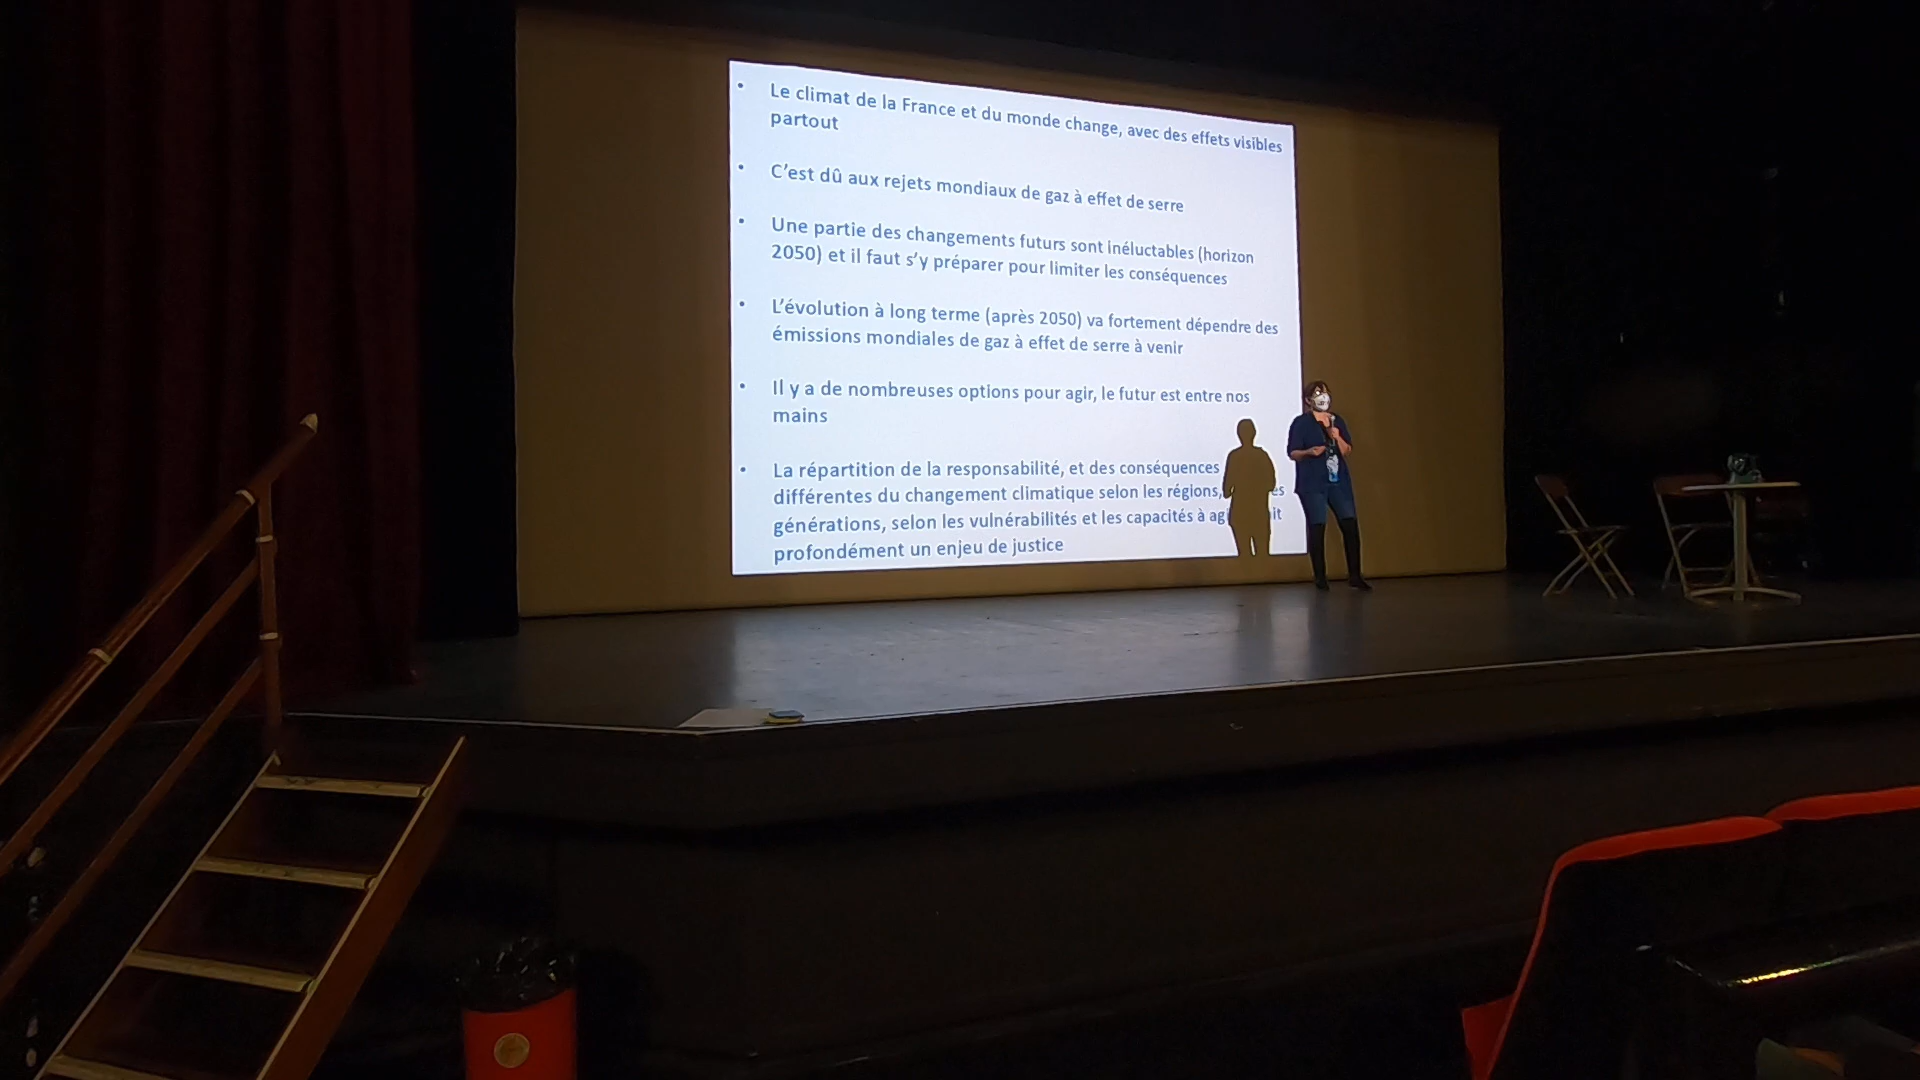 • Le climat de la France et du monde change, avec des effets visibles
partout
• C'est dû aux rejets mondiaux de gaz à effet de serre
• Une partie des changements futurs sont inéluctables (horizon
2050) et il faut s'y préparer pour limiter les conséquences
• L'évolution à long terme (après 2050) va fortement dépendre des
émissions mondiales de gaz à effet de serre à venir
• Il y a de nombreuses options pour agir, le futur est entre nos
mains
• La répartition de la responsabilité, et des conséquences
différentes du changement climatique selon les régions,
générations, selon les vulnérabilités et les capacités à
profondément un enjeu de justice